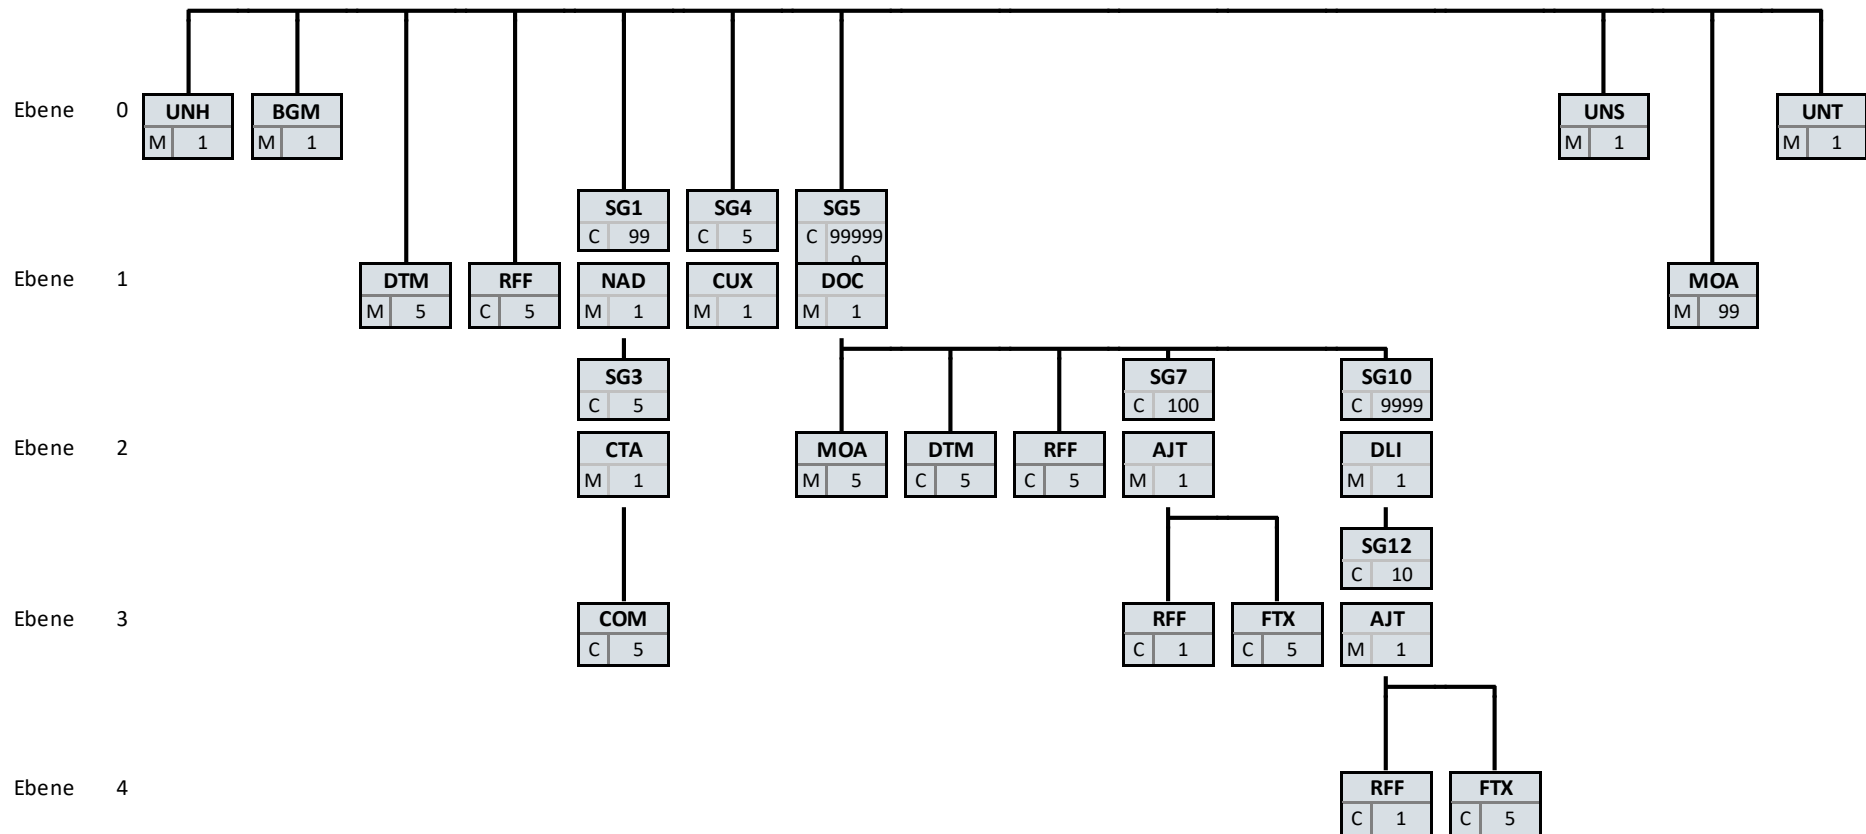 Ebene 0 UNH BGM UNS UNT
M 1 M 1 M 1 M 1
SG1 SG4 SG5
C 99 C 5 C 99999
9
Ebene 1 DTM RFF NAD CUX DOC MOA
M 5 C 5 M 1 M 1 M 1 M 99
SG3 SG7 SG10
C 5 C 100 C 9999
Ebene 2 CTA MOA DTM RFF AJT DLI
M 1 M 5 C 5 C 5 M 1 M 1
SG12
C 10
Ebene 3 COM RFF FTX AJT
C 5 C 1 C 5 M 1
Ebene 4 RFF FTX
C 1 C 5